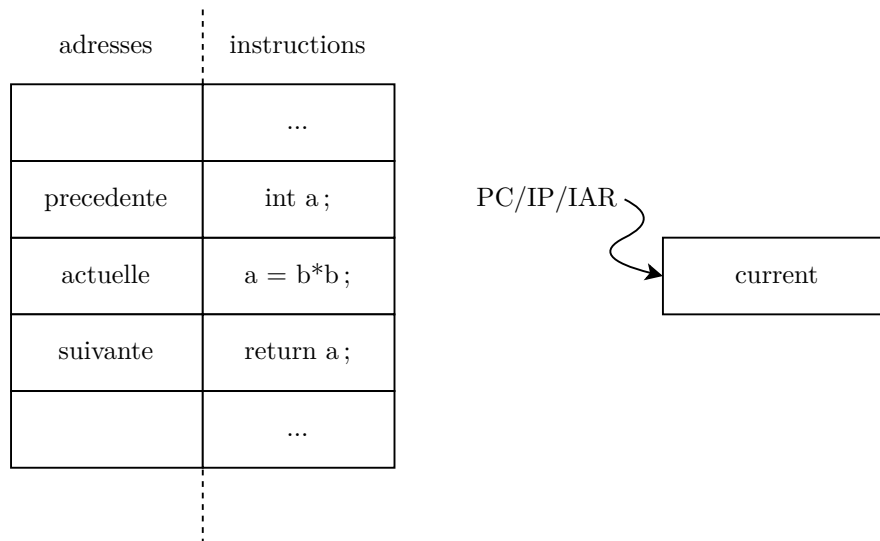 adresses instructions
...
precedente int a ;
PC/IP/IAR
actuelle a = b*b ;
current
suivante return a ;
...